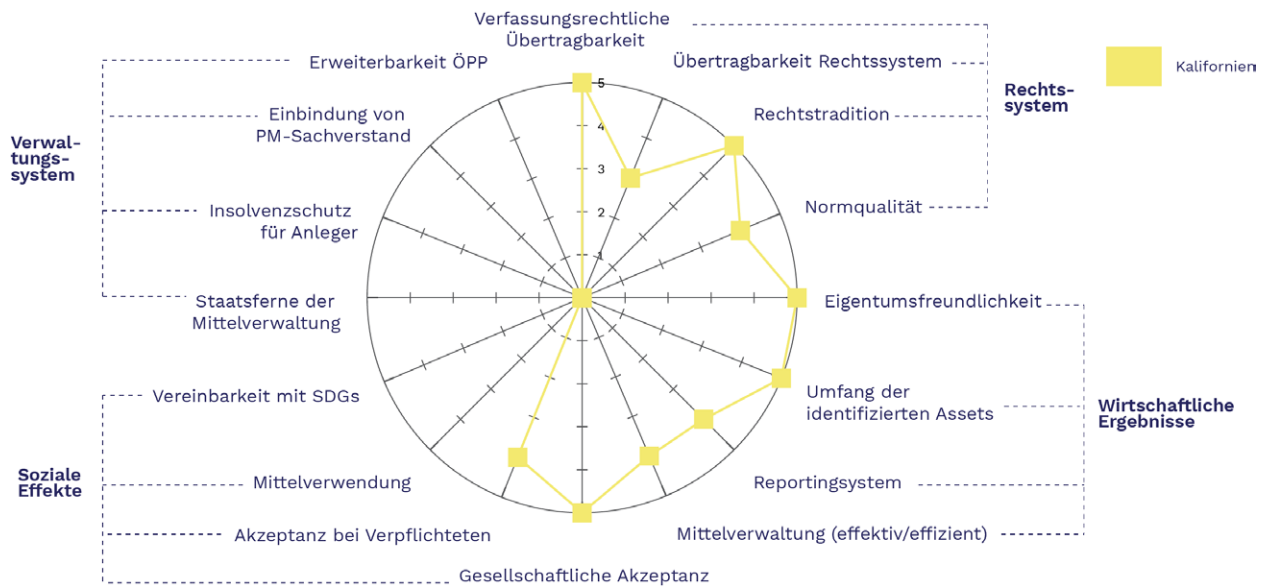 Verfassungsrechtliche
Übertragbarkeit
Erweiterbarkeit ÖPP
Übertragbarkeit Rechtssystem
Kalifornien
Rechts-
system
Einbindung von
PM-Sachverstand
Rechtstradition
Verwal-
tungs-
system
Insolvenzschutz
für Anleger
Normqualität
5
4
3
2
1
Staatsferne der
Mittelverwaltung
Eigentumsfreundlichkeit
Vereinbarkeit mit SDGs
Umfang der
identifizierten Assets
Wirtschaftliche
Ergebnisse
Soziale
Effekte
Mittelverwendung
Reportingsystem
Akzeptanz bei Verpflichteten
Mittelverwaltung (effektiv/effizient)
Gesellschaftliche Akzeptanz